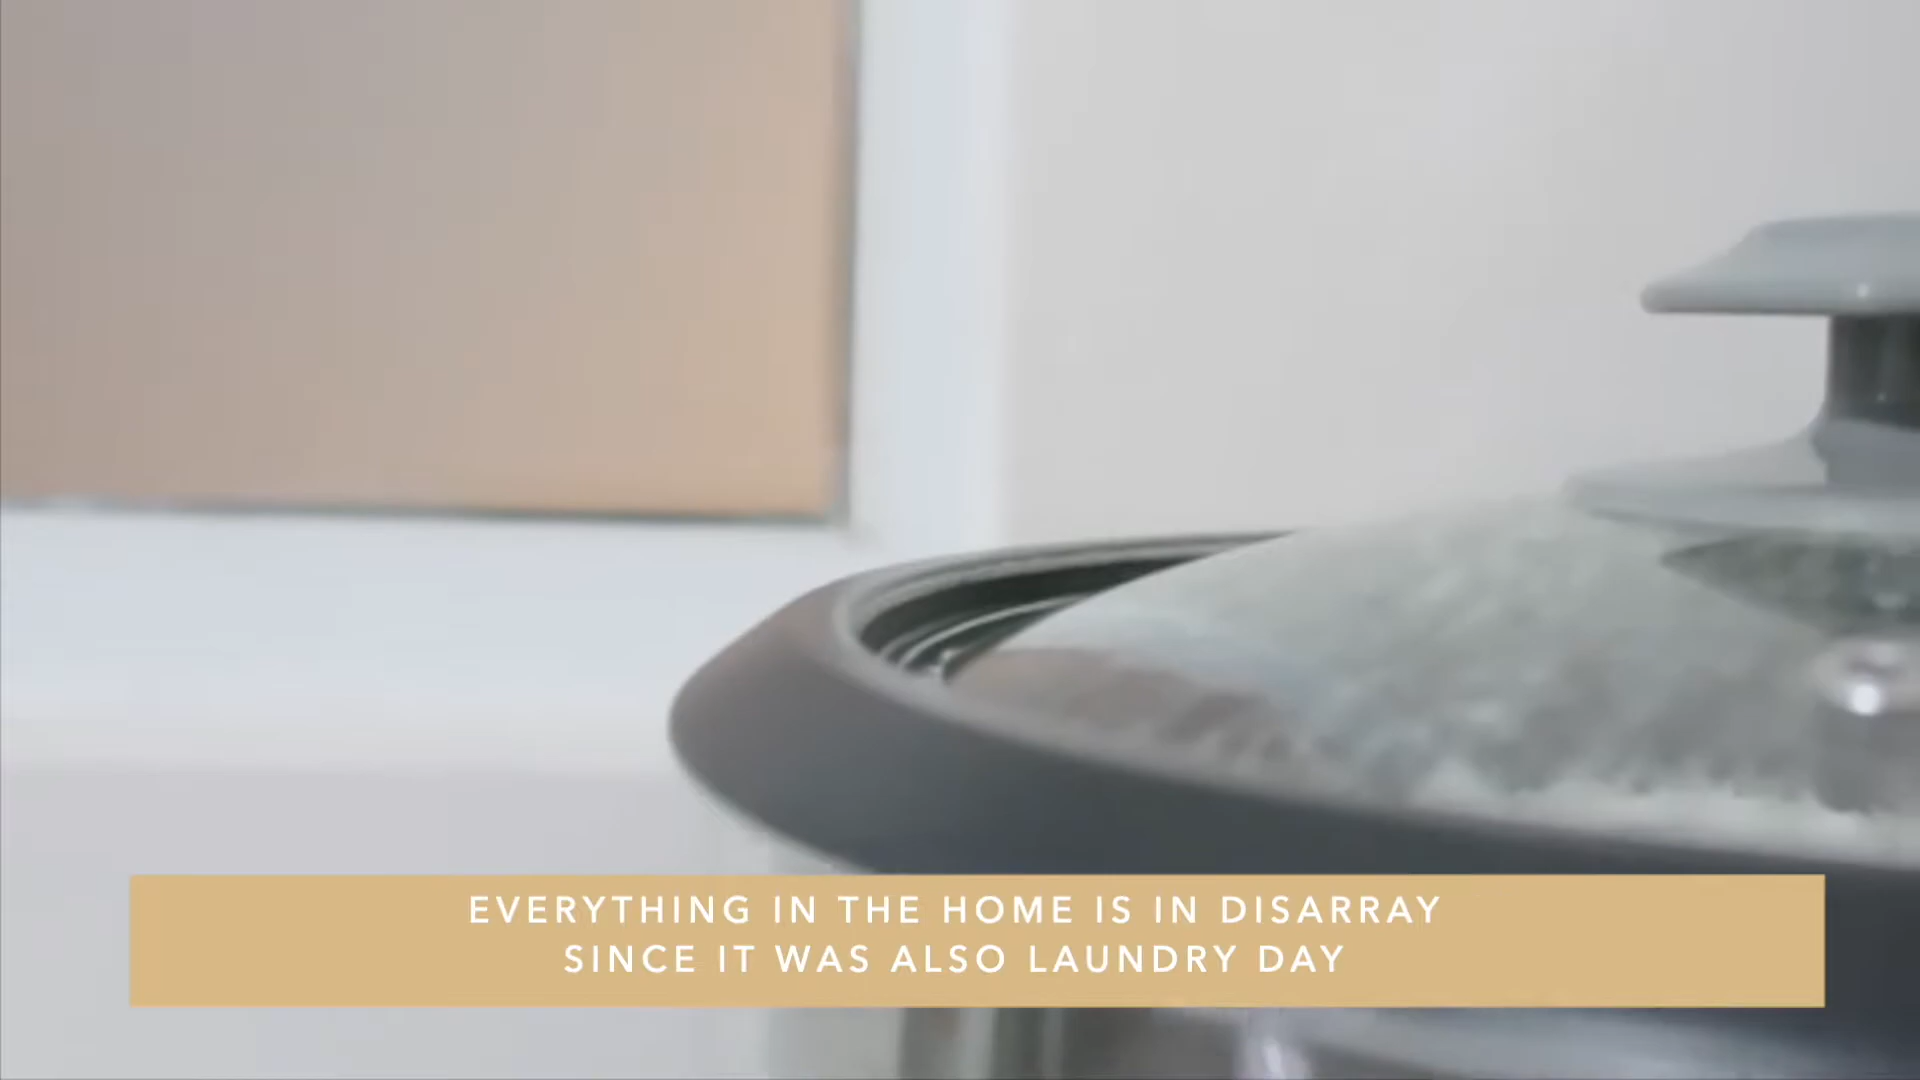 EVERYTHING IN THE HOME IS IN DISARRAY
SINCE IT WAS ALSO LAUNDRY DAY